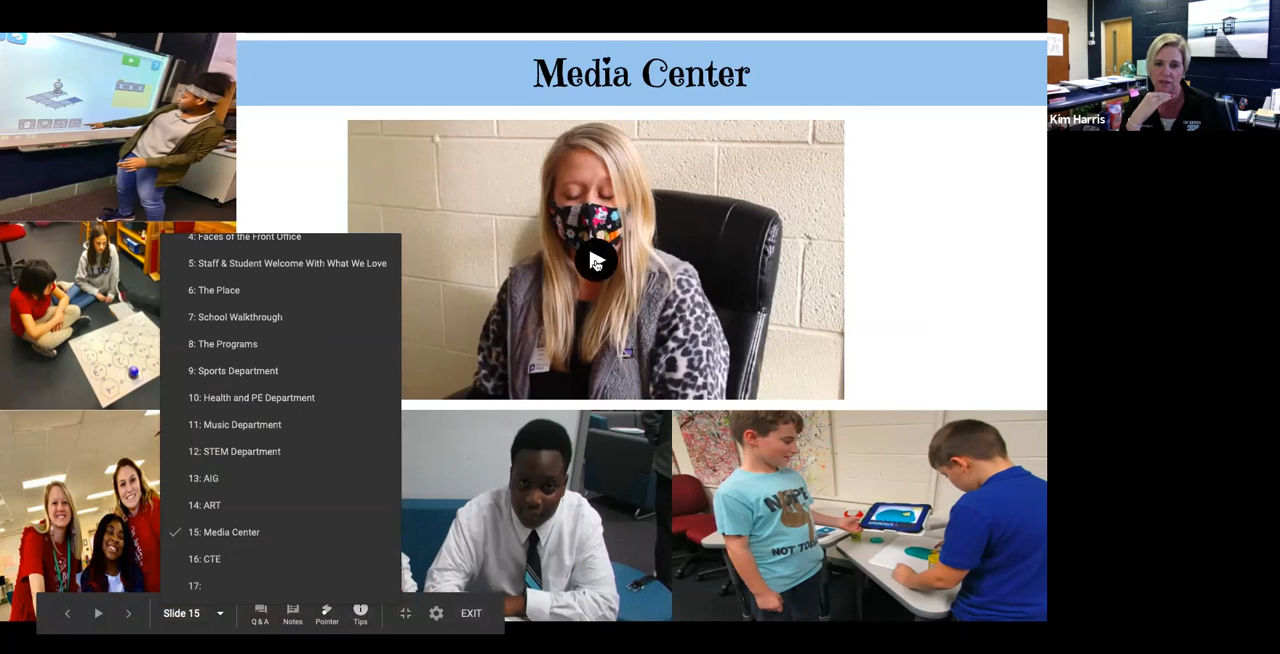 Media Center
Kim Harris
4: Faces of the Front Office
5: Staff & Student Welcome With What We Love
6: The Place
7: School Walkthrough
8: The Programs
9: Sports Department
10: Health and PE Department
11: Music Department
12: STEM Department
13: AIG
14: ART
15: Media Center
16: CTE
17:
NOPE
NOT TOD
Slide 15
Q & A
Notes
Pointer
Tips
EXIT